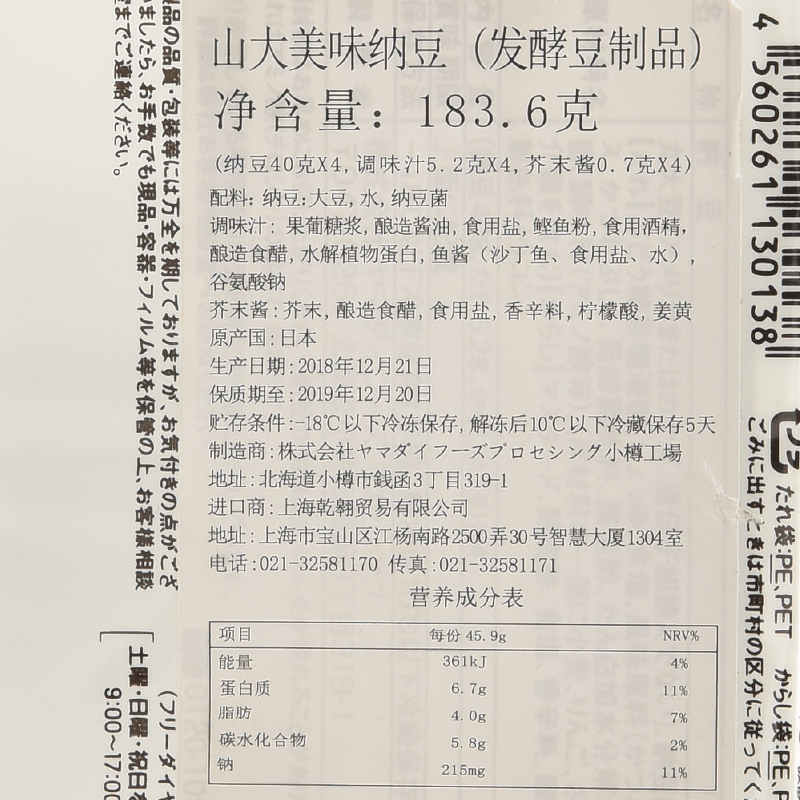 山大美味纳豆（发酵豆制品）
净含量：183.6克
(纳豆40克X4,调味汁5.2克X4,芥末酱0.7克X4)
配料:纳豆:大豆,水,纳豆菌
调味汁：果葡糖浆,酿造酱油,食用盐,鲣鱼粉,食用酒精,
酿造食醋,水解植物蛋白,鱼酱（沙丁鱼、食用盐、水）,
谷氨酸钠
芥末酱:芥末,酿造食醋,食用盐,香辛料,柠檬酸,姜黄
原产国:日本
生产日期:2018年12月21日
保质期至:2019年12月20日
贮存条件:-18℃以下冷冻保存,解冻后10℃以下冷藏保存5天
制造商:株式会社ヤマダイフーズプロセシング小樽工場
地址:北海道小樽市銭函3丁目319-1
进口商:上海乾翱贸易有限公司
地址:上海市宝山区江杨南路2500弄30号智慧大厦1304室
电话:021-32581170 传真:021-32581171
营养成分表
项目 每份45.9g NRV%
能量 361kJ 4%
蛋白质 6.7g 11%
脂肪 4.0g 7%
碳水化合物 5.8g 2%
钠 215mg 11%
品の品質・包装等には万全を期しておりますが、お気付きの点がござ
いましたら、お手数でも現品・容器・フィルム等を保管の上、お客様相談
までご連絡ください。
(フリーダイヤ
土曜・日曜・祝日を
9:00〜17:00
4 560261 130138
たれ袋:PE、PET からし袋:PE、P
ごみに出すときは市町村の区分に従ってく